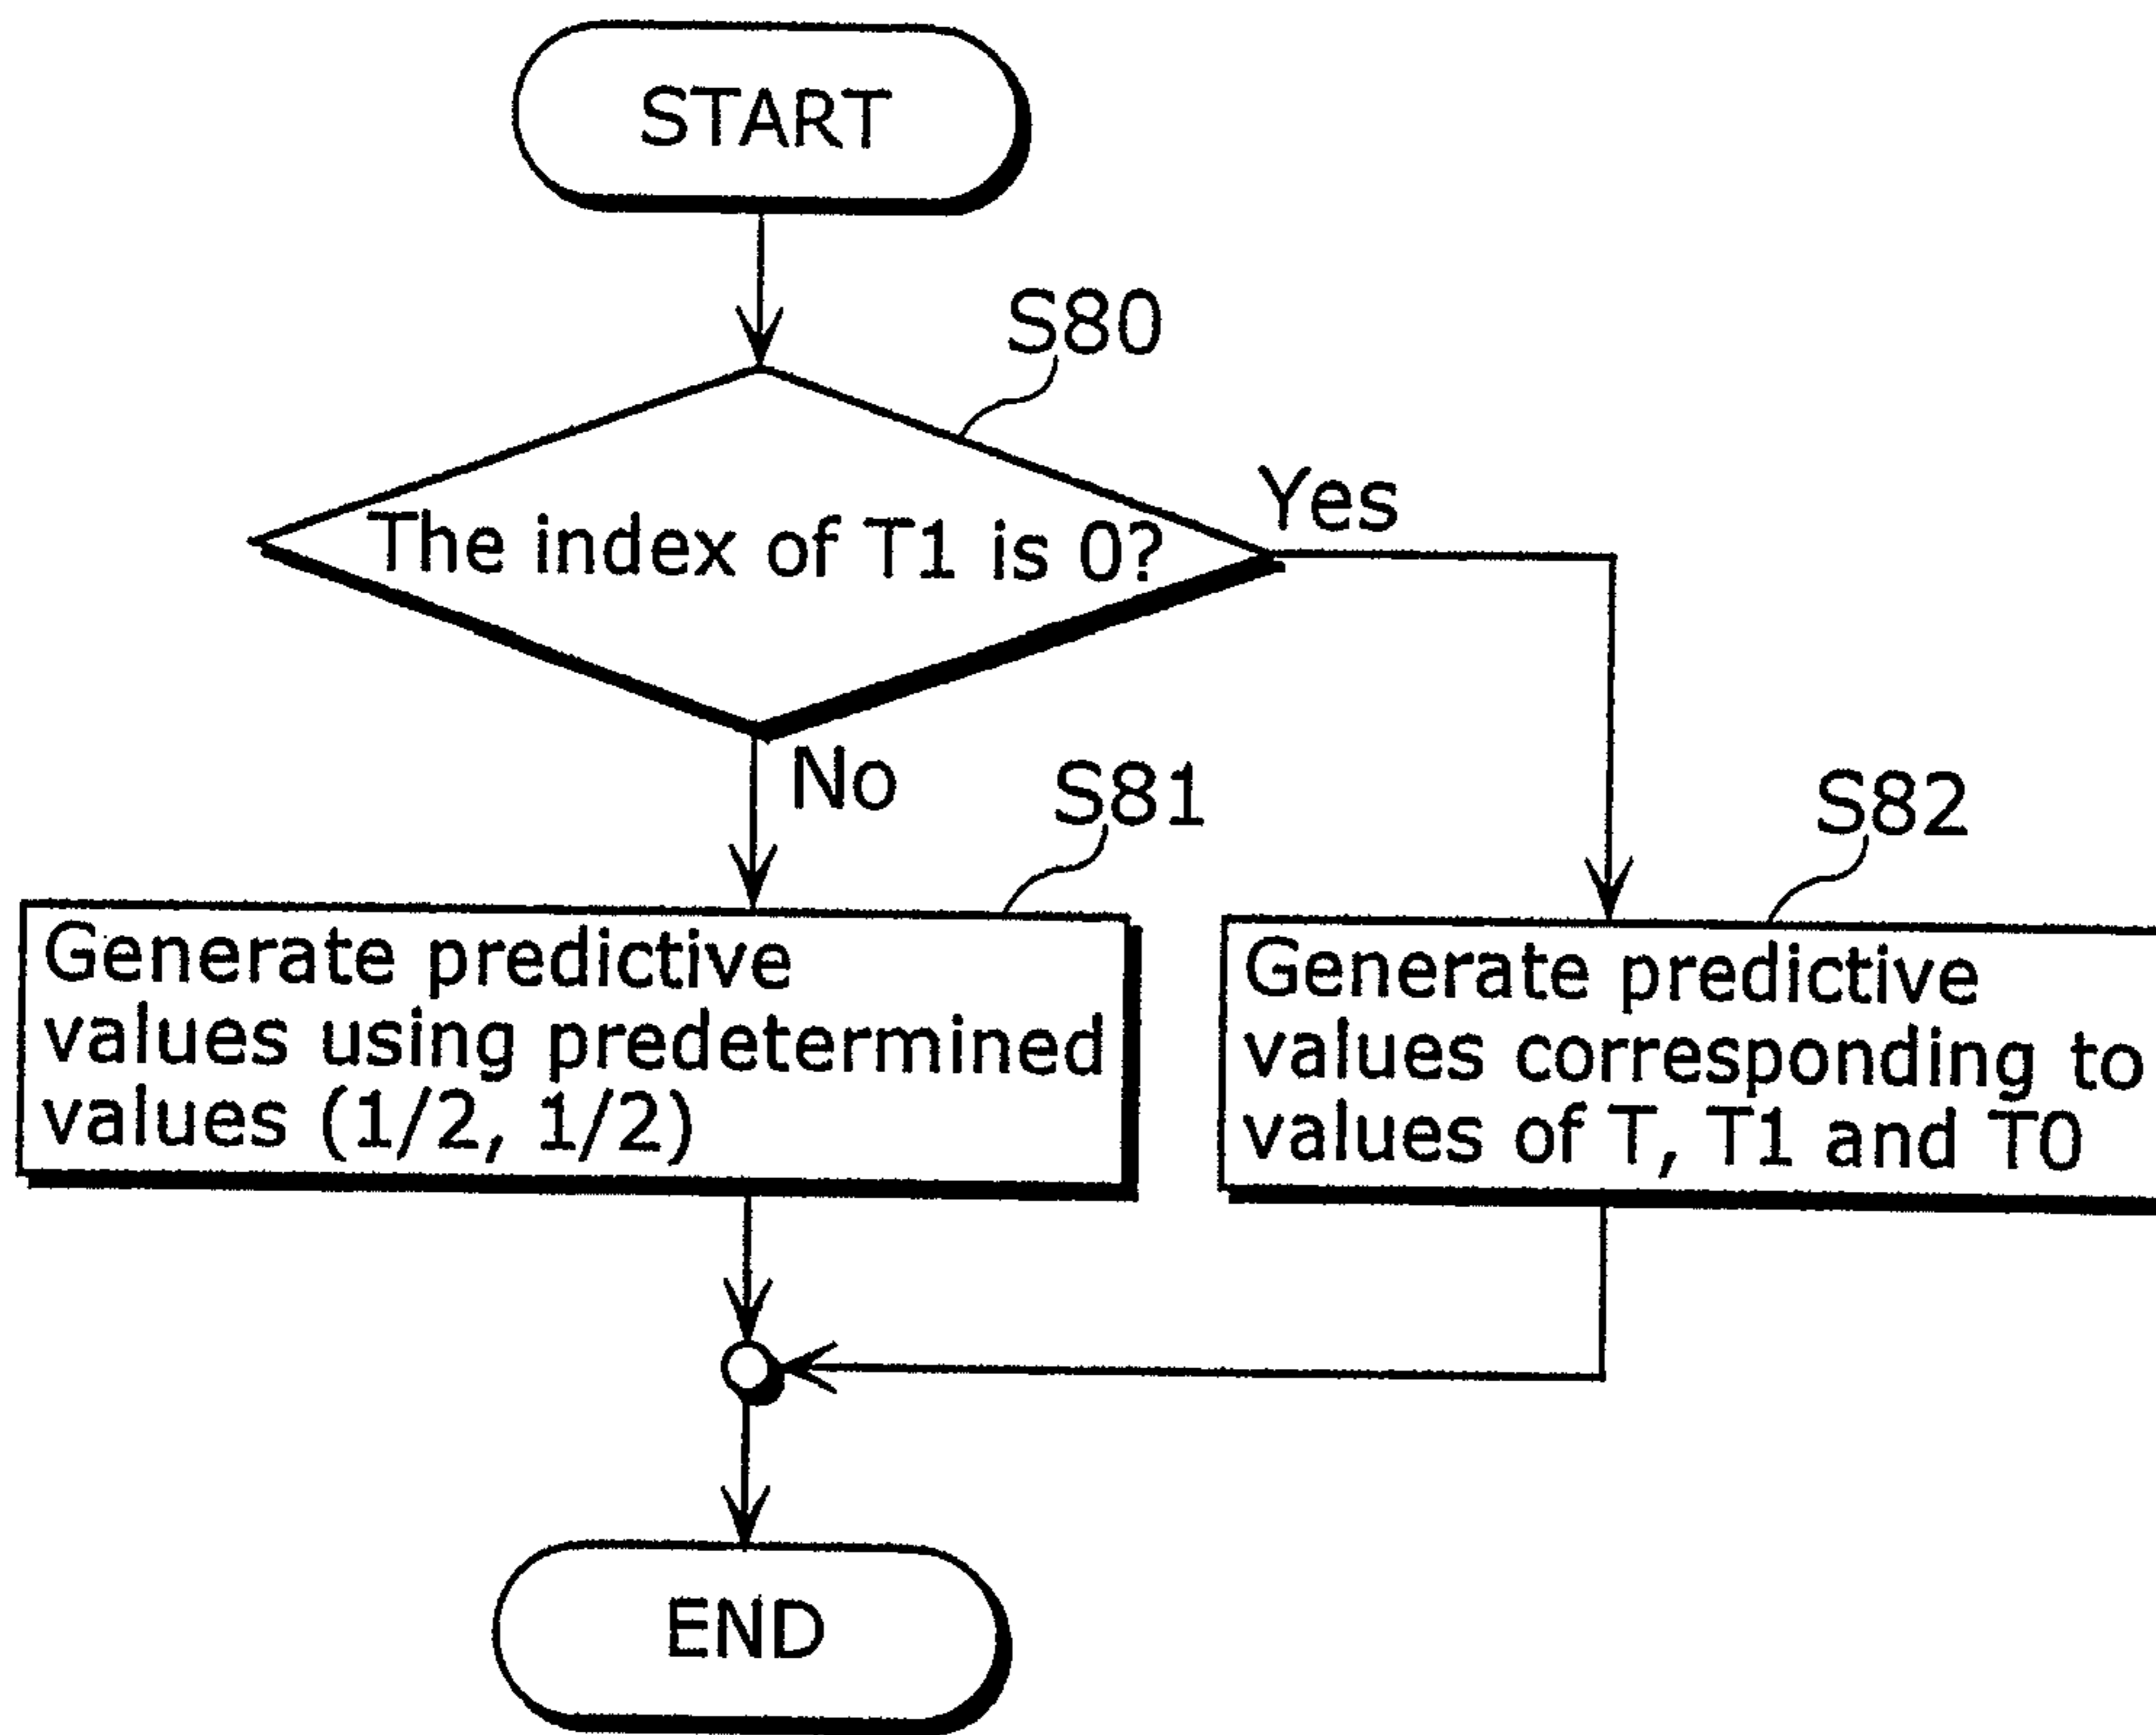 START
S80
The index of T1 is 0?
Yes
No
S81
S82
Generate predictive
values using predetermined
values (1/2, 1/2)
Generate predictive
values corresponding to
values of T, T1 and T0
END